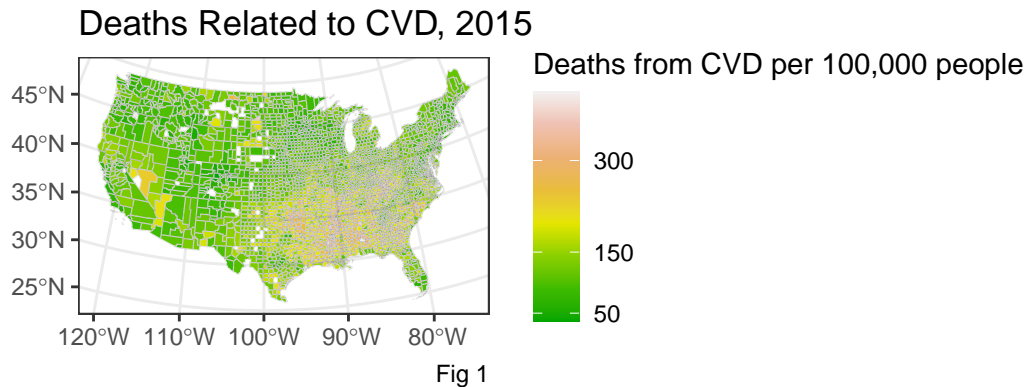 Deaths Related to CVD, 2015
Deaths from CVD per 100,000 people
45°N
40°N
35°N
30°N
25°N
120°W 110°W 100°W 90°W 80°W
300
150
50
Fig 1